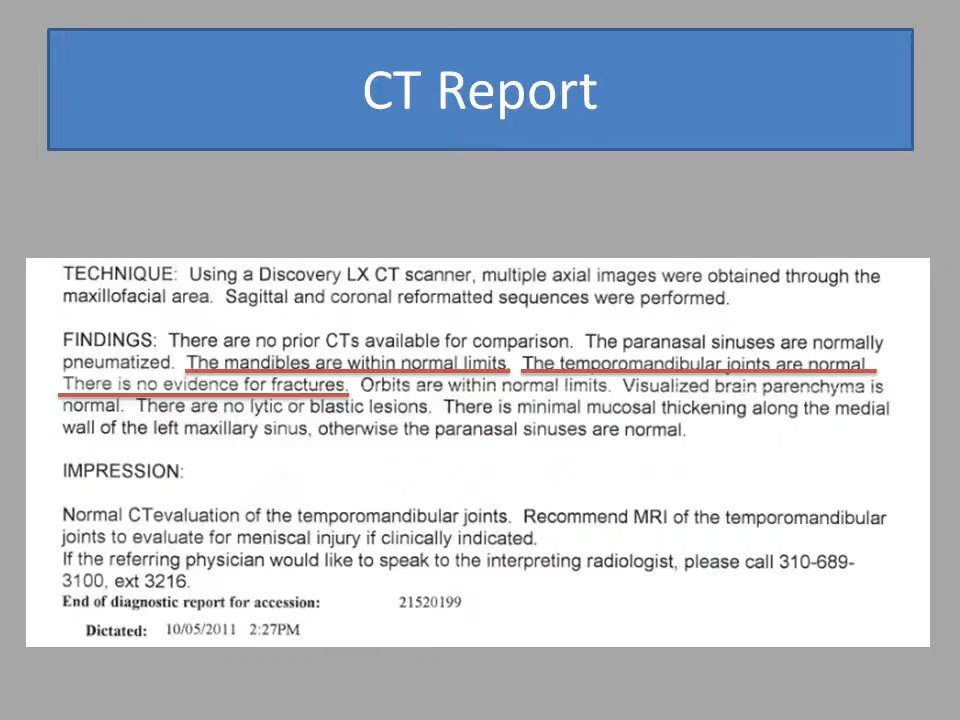 CT Report
TECHNIQUE: Using a Discovery LX CT scanner, multiple axial images were obtained through the
maxillofacial area. Sagittal and coronal reformatted sequences were performed.
FINDINGS: There are no prior CTs available for comparison. The paranasal sinuses are normally
pneumatized. The mandibles are within normal limits. The temporomandibular joints are normal.
There is no evidence for fractures. Orbits are within normal limits. Visualized brain parenchyma is
normal. There are no lytic or blastic lesions. There is minimal mucosal thickening along the medial
wall of the left maxillary sinus, otherwise the paranasal sinuses are normal.
IMPRESSION:
Normal CTevaluation of the temporomandibular joints. Recommend MRI of the temporomandibular
joints to evaluate for meniscal injury if clinically indicated.
If the referring physician would like to speak to the interpreting radiologist, please call 310-689-
3100, ext 3216.
End of diagnostic report for accession: 21520199
Dictated: 10/05/2011 2:27PM